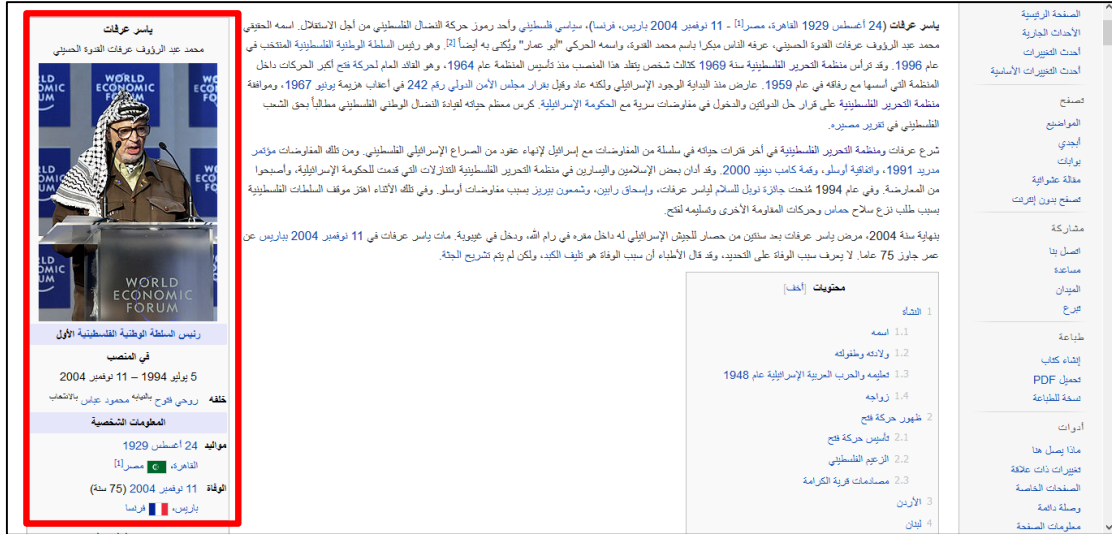 الصفحة الرئيسية
الأحداث الجارية
أحدث التغييرات
أحدث التغييرات الأساسية
تصفح
المواضيع
أبجدي
بوابات
مقالة عشوائية
تصفح بدون إنترنت
مشاركة
اتصل بنا
مساعدة
الميدان
تبرع
طباعة
إنشاء كتاب
تحميل PDF
نسخة للطباعة
أدوات
ماذا يصل هنا
تغييرات ذات علاقة
الصفحات الخاصة
وصلة دائمة
معلومات الصفحة
ياسر عرفات (24 أغسطس 1929 القاهرة، مصر[1] - 11 نوفمبر 2004 باريس، فرنسا)، سياسي فلسطيني وأحد رموز حركة النضال الفلسطيني من أجل الاستقلال. اسمه الحقيقي
محمد عبد الرؤوف عرفات القدوة الحسيني، عرفه الناس مبكرا باسم محمد القدوة، واسمه الحركي "أبو عمار" ويُكنى به أيضاً [2]. وهو رئيس السلطة الوطنية الفلسطينية المنتخب في
عام 1996. وقد ترأس منظمة التحرير الفلسطينية سنة 1969 كثالث شخص يتقلد هذا المنصب منذ تأسيس المنظمة عام 1964، وهو القائد العام لحركة فتح أكبر الحركات داخل
المنظمة التي أسسها مع رفاقه في عام 1959. عارض منذ البداية الوجود الإسرائيلي ولكنه عاد وقبل بقرار مجلس الأمن الدولي رقم 242 في أعقاب هزيمة يونيو 1967، وموافقة
منظمة التحرير الفلسطينية على قرار حل الدولتين والدخول في مفاوضات سرية مع الحكومة الإسرائيلية. كرس معظم حياته لقيادة النضال الوطني الفلسطيني مطالباً بحق الشعب
الفلسطيني في تقرير مصيره.
شرع عرفات ومنظمة التحرير الفلسطينية في أخر فترات حياته في سلسلة من المفاوضات مع إسرائيل لإنهاء عقود من الصراع الإسرائيلي الفلسطيني. ومن تلك المفاوضات مؤتمر
مدريد 1991، واتفاقية أوسلو، وقمة كامب ديفيد 2000. وقد أدان بعض الإسلاميين واليساريين في منظمة التحرير الفلسطينية التنازلات التي قدمت للحكومة الإسرائيلية، وأصبحوا
من المعارضة. وفي عام 1994 مُنحت جائزة نوبل للسلام لياسر عرفات، وإسحاق رابين، وشمعون بيريز بسبب مفاوضات أوسلو. وفي تلك الأثناء اهتز موقف السلطات الفلسطينية
بسبب طلب نزع سلاح حماس وحركات المقاومة الأخرى وتسليمه لفتح.
بنهاية سنة 2004، مرض ياسر عرفات بعد سنتين من حصار للجيش الإسرائيلي له داخل مقره في رام الله، ودخل في غيبوبة. مات ياسر عرفات في 11 نوفمبر 2004 بباريس عن
عمر جاوز 75 عاما. لا يعرف سبب الوفاة على التحديد، وقد قال الأطباء أن سبب الوفاة هو تليف الكبد، ولكن لم يتم تشريح الجثة.
محتويات [أخف]
1 النشأة
1.1 اسمه
1.2 ولادته وطفولته
1.3 تعليمه والحرب العربية الإسرائيلية عام 1948
1.4 زواجه
2 ظهور حركة فتح
2.1 تأسيس حركة فتح
2.2 الزعيم الفلسطيني
2.3 مصادمات قرية الكرامة
3 الأردن
4 لبنان
ياسر عرفات
محمد عبد الرؤوف عرفات القدوة الحسيني
WORLD
ECONOMIC
FORUM
WORLD
ECONOMIC
FORUM
رئيس السلطة الوطنية الفلسطينية الأول
في المنصب
5 يوليو 1994 – 11 نوفمبر 2004
خلفه روحي فتوح بالنيابة محمود عباس بالانتخاب
المعلومات الشخصية
مواليد 24 أغسطس 1929
القاهرة، مصر[1]
الوفاة 11 نوفمبر 2004 (75 سنة)
باريس، فرنسا